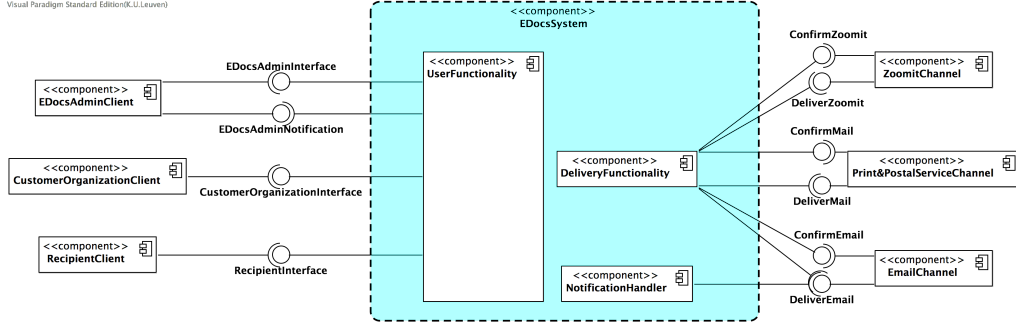 Visual Paradigm Standard Edition(K.U.Leuven)
<<component>>
EDocsSystem
<<component>>
EDocsAdminClient
EDocsAdminInterface
EDocsAdminNotification
<<component>>
CustomerOrganizationClient
CustomerOrganizationInterface
<<component>>
RecipientClient
RecipientInterface
<<component>>
UserFunctionality
<<component>>
DeliveryFunctionality
<<component>>
NotificationHandler
ConfirmZoomit
<<component>>
ZoomitChannel
DeliverZoomit
ConfirmMail
<<component>>
Print&PostalServiceChannel
DeliverMail
ConfirmEmail
<<component>>
EmailChannel
DeliverEmail